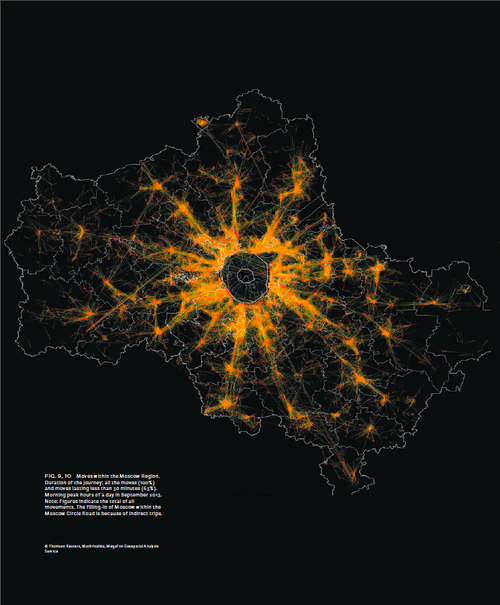 FIG. 9, 10 Moves within the Moscow Region.
Duration of the journey: all the moves (100%)
and moves lasting less than 30 minutes (63%).
Morning peak hours of a day in September 2013.
Note: Figures indicate the total of all
movements. The filling-in of Moscow within the
Moscow Circle Road is because of indirect trips.
© Thomson Reuters, Mathrioshka, MegaFon Geospatial Analysis
Service